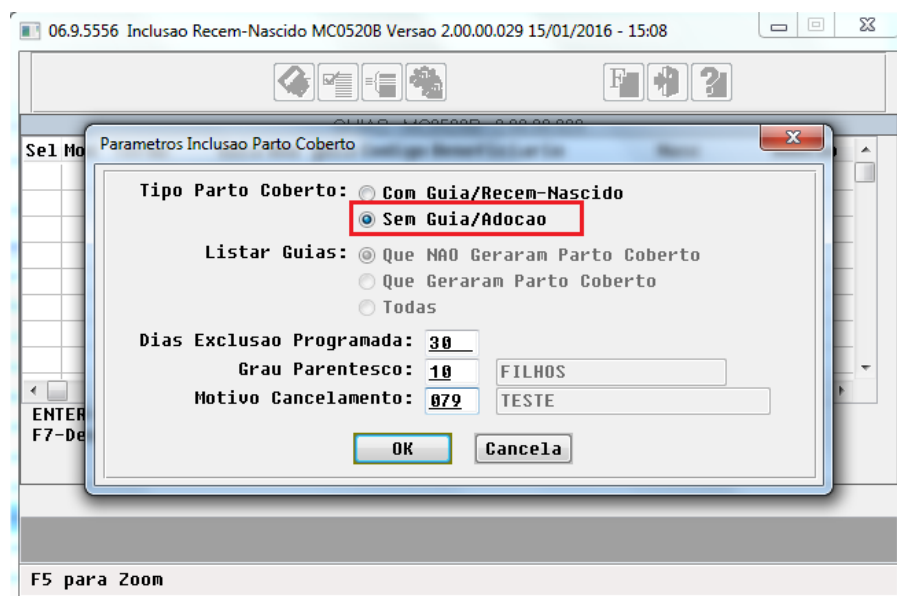 06.9.5556 Inclusao Recem-Nascido MC0520B Versao 2.00.00.029 15/01/2016 - 15:08
Sel Mo
Parametros Inclusao Parto Coberto
Tipo Parto Coberto: Com Guia/Recem-Nascido
Sem Guia/Adocao
Listar Guias: Que NAO Geraram Parto Coberto
Que Geraram Parto Coberto
Todas
Dias Exclusao Programada: 30
Grau Parentesco: 10 FILHOS
Motivo Cancelamento: 079 TESTE
ENTER
F7-De
OK Cancela
F5 para Zoom